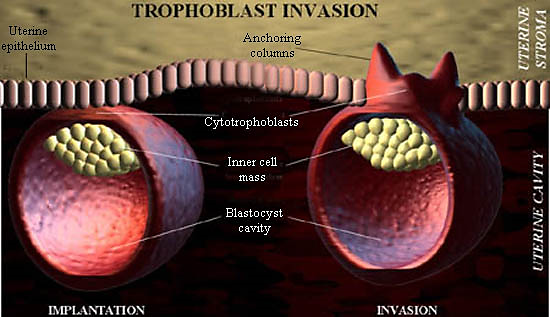 TROPHOBLAST INVASION
Uterine
epithelium
Anchoring
columns
UTERINE
STROMA
Cytotrophoblasts
Inner cell
mass
Blastocyst
cavity
UTERINE CAVITY
IMPLANTATION
INVASION